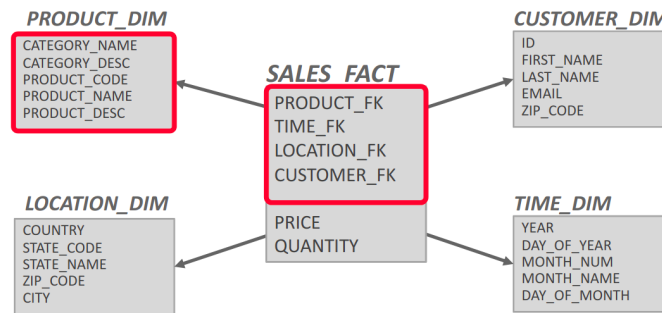 PRODUCT_DIM
CATEGORY_NAME
CATEGORY_DESC
PRODUCT_CODE
PRODUCT_NAME
PRODUCT_DESC
SALES_FACT
PRODUCT_FK
TIME_FK
LOCATION_FK
CUSTOMER_FK
PRICE
QUANTITY
CUSTOMER_DIM
ID
FIRST_NAME
LAST_NAME
EMAIL
ZIP_CODE
LOCATION_DIM
COUNTRY
STATE_CODE
STATE_NAME
ZIP_CODE
CITY
TIME_DIM
YEAR
DAY_OF_YEAR
MONTH_NUM
MONTH_NAME
DAY_OF_MONTH